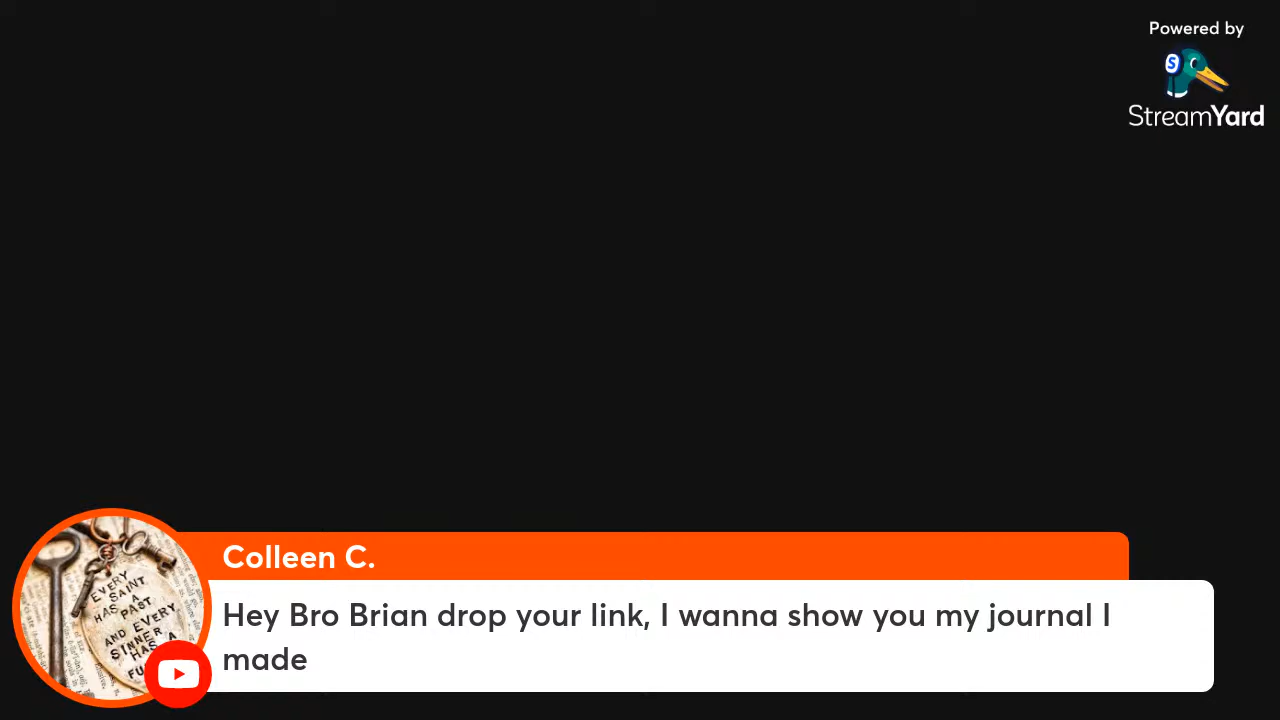 Powered by
S
StreamYard
Colleen C.
Hey Bro Brian drop your link, I wanna show you my journal I
made
EVERY
SAINT
HAS A
PAST
AND EVERY
SINNER
HAS A